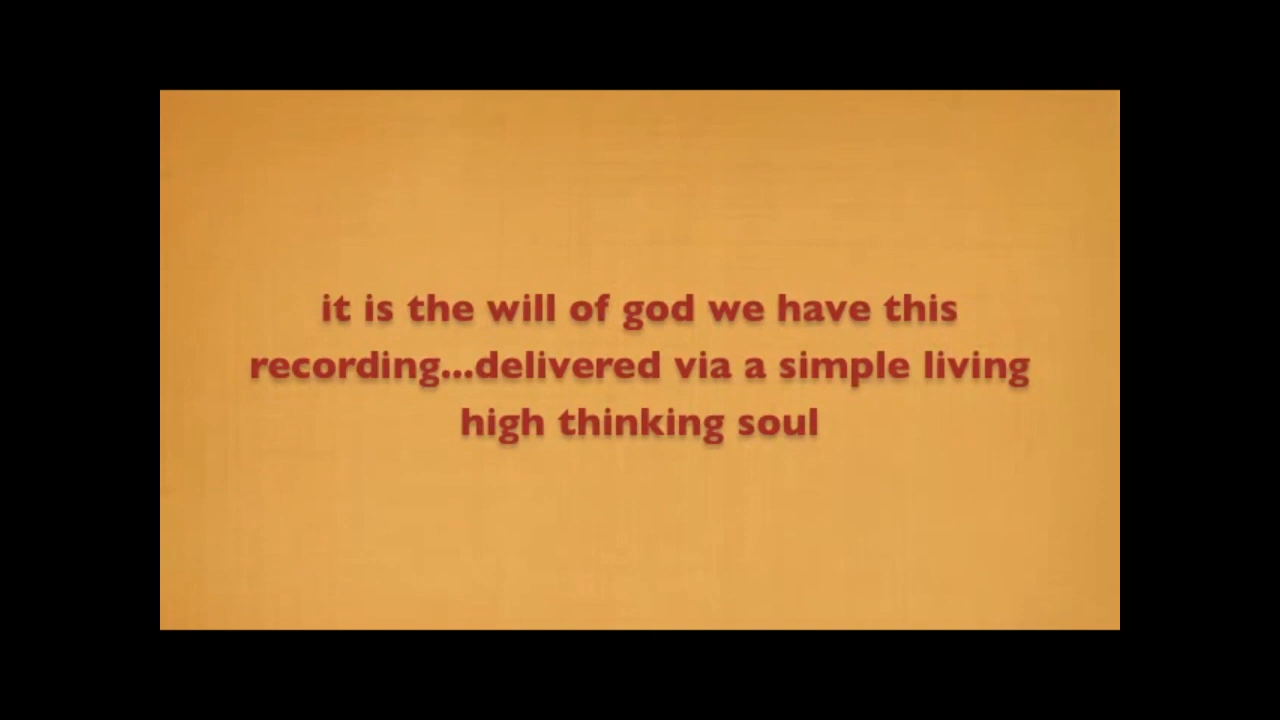 it is the will of god we have this
recording...delivered via a simple living
high thinking soul